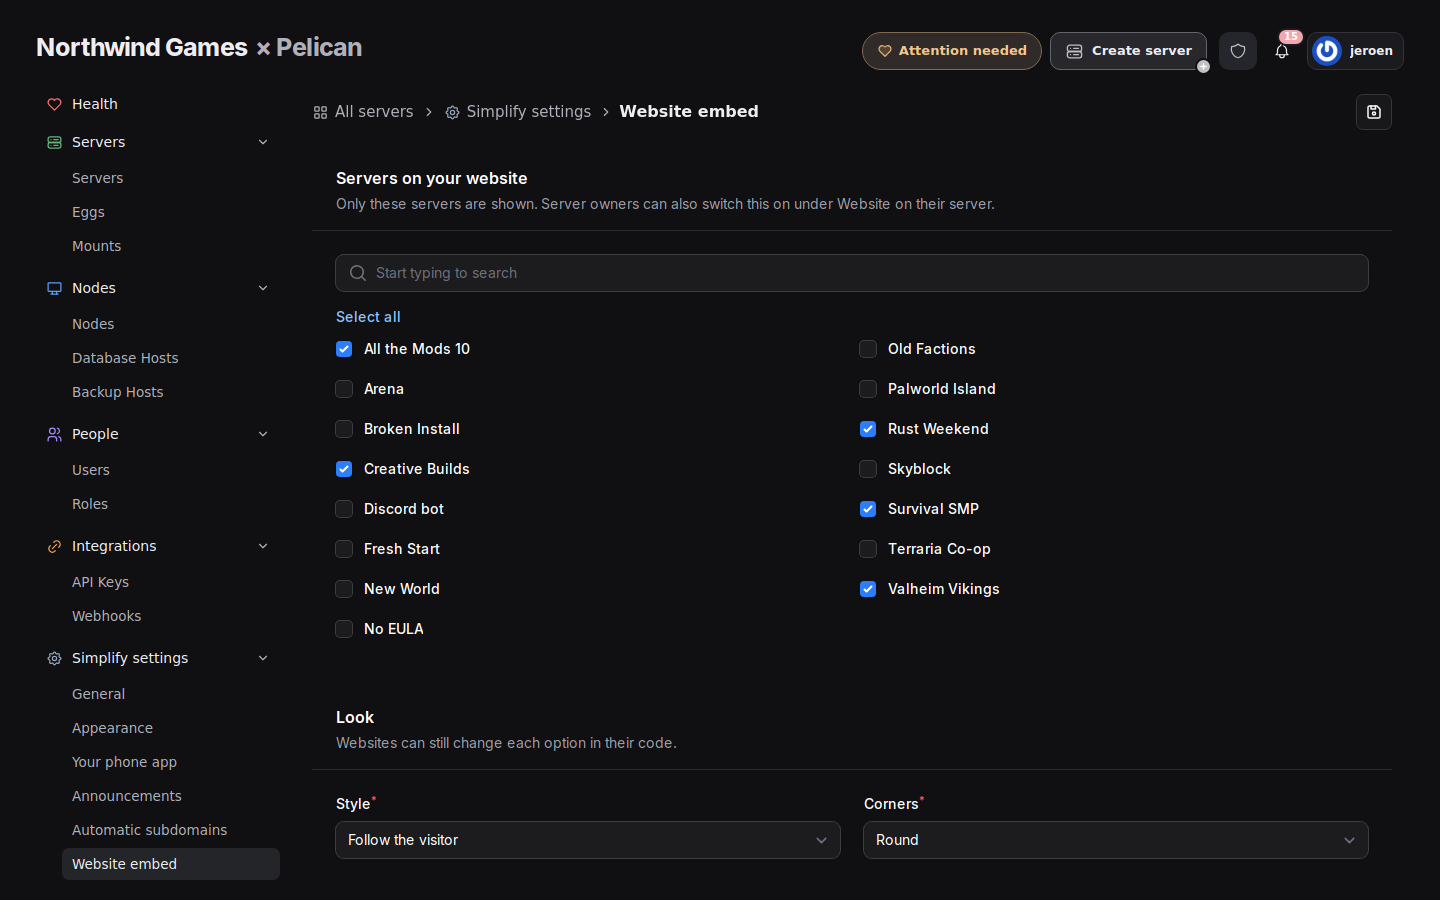 Northwind Games × Pelican
Attention needed
Create server
15
jeroen
Health
Servers
Servers
Eggs
Mounts
Nodes
Nodes
Database Hosts
Backup Hosts
People
Users
Roles
Integrations
API Keys
Webhooks
Simplify settings
General
Appearance
Your phone app
Announcements
Automatic subdomains
Website embed
All servers > Simplify settings > Website embed
Servers on your website
Only these servers are shown. Server owners can also switch this on under Website on their server.
Start typing to search
Select all
All the Mods 10
Arena
Broken Install
Creative Builds
Discord bot
Fresh Start
New World
No EULA
Old Factions
Palworld Island
Rust Weekend
Skyblock
Survival SMP
Terraria Co-op
Valheim Vikings
Look
Websites can still change each option in their code.
Style*
Follow the visitor
Corners*
Round